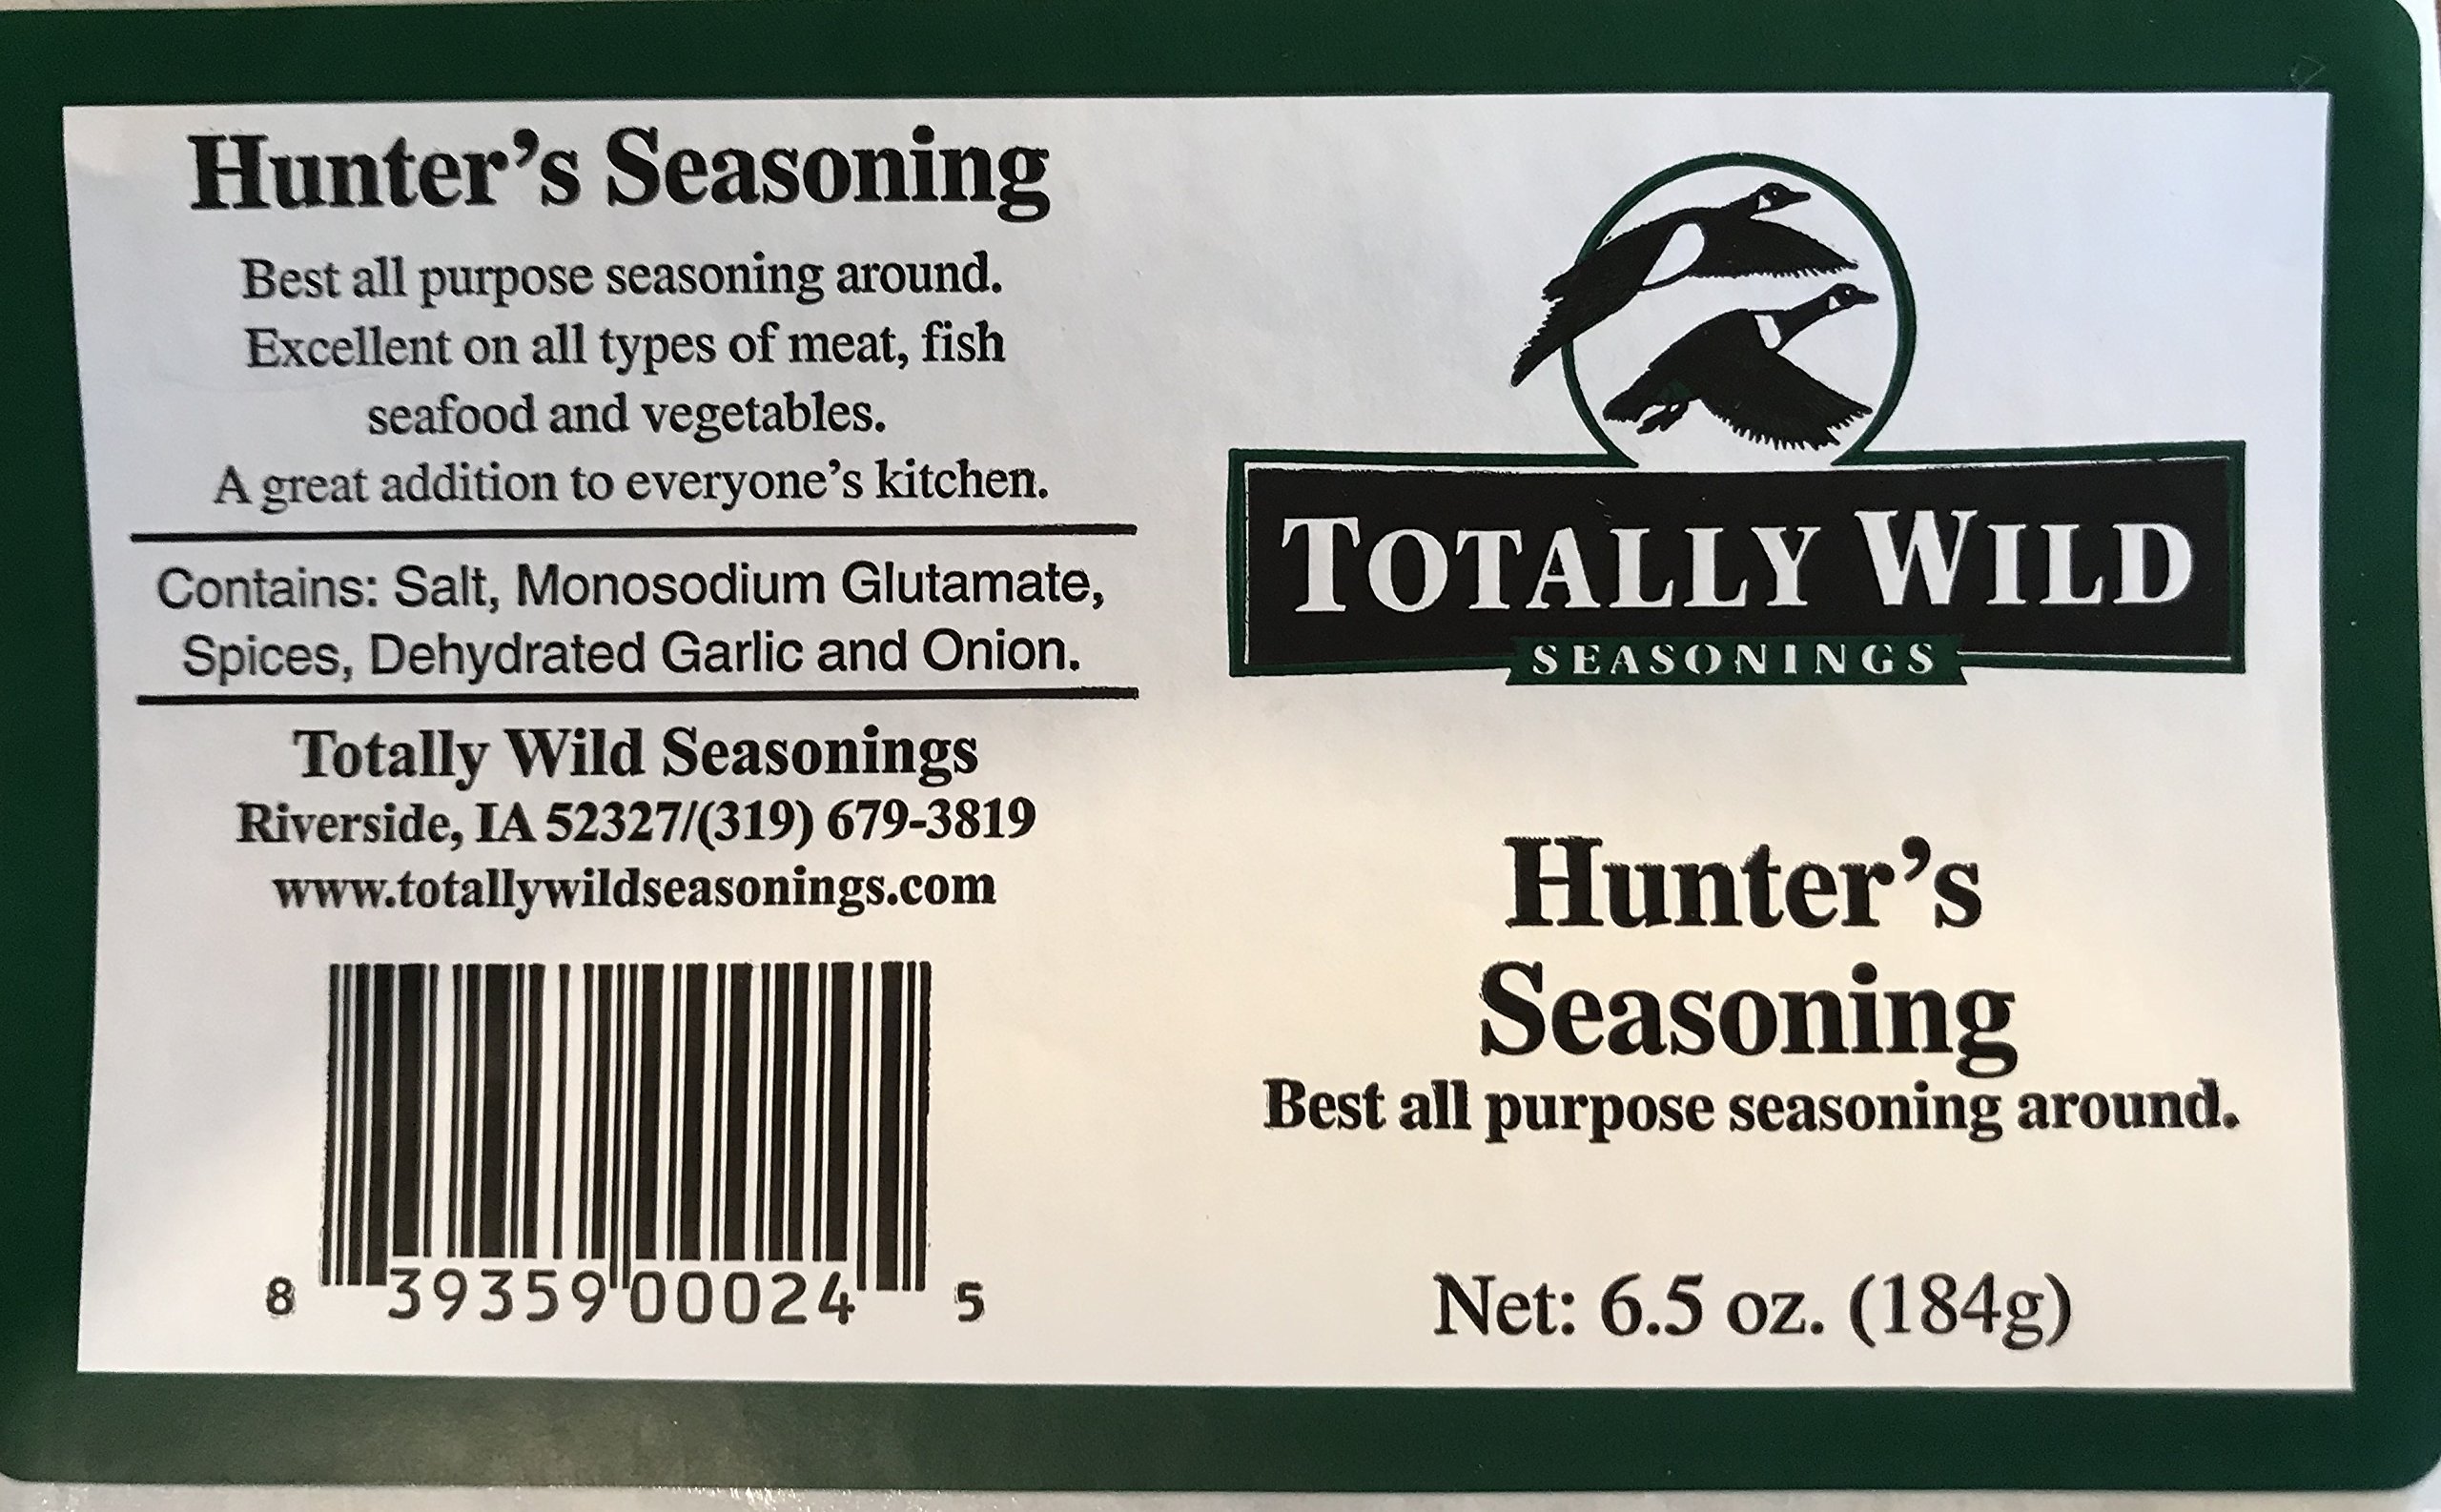 Hunter's Seasoning
Best all purpose seasoning around.
Excellent on all types of meat, fish
seafood and vegetables.
A great addition to everyone's kitchen.
Contains: Salt, Monosodium Glutamate,
Spices, Dehydrated Garlic and Onion.
Totally Wild Seasonings
Riverside, IA 52327/(319) 679-3819
www.totallywildseasonings.com
8 39359 00024 5
TOTALLY WILD
SEASONINGS
Hunter's
Seasoning
Best all purpose seasoning around.
Net: 6.5 oz. (184g)